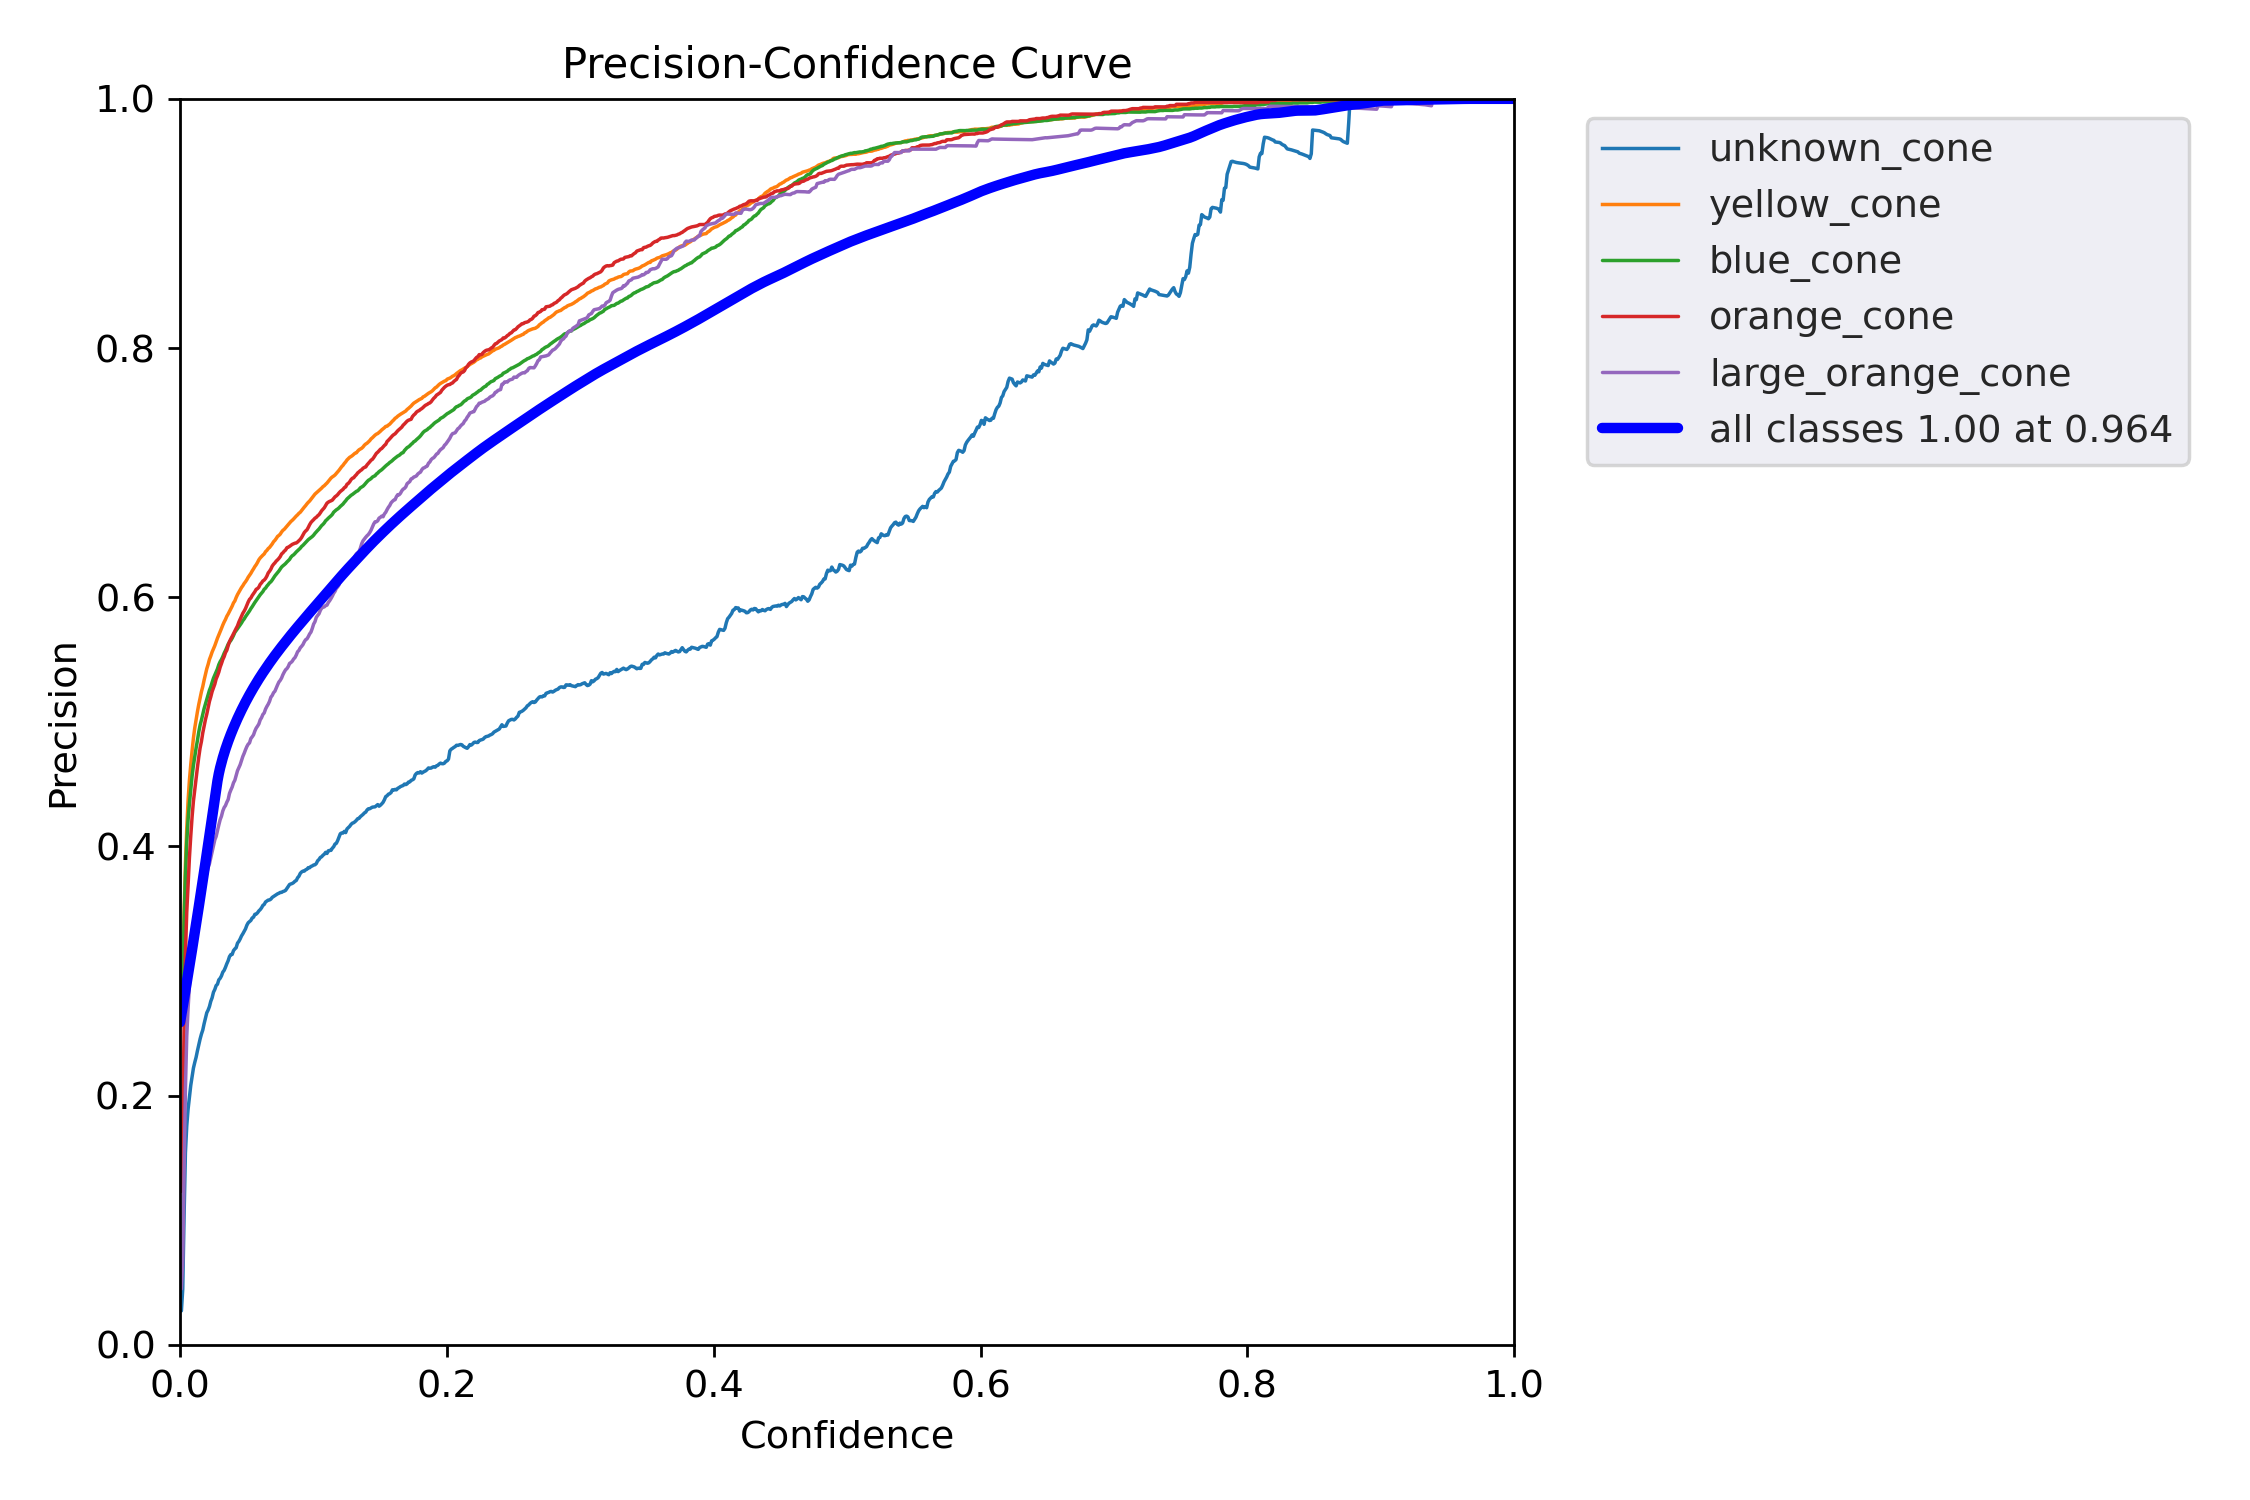 Precision-Confidence Curve
1.0
0.8
0.6
0.4
0.2
0.0
Precision
0.0 0.2 0.4 0.6 0.8 1.0
Confidence
unknown_cone
yellow_cone
blue_cone
orange_cone
large_orange_cone
all classes 1.00 at 0.964